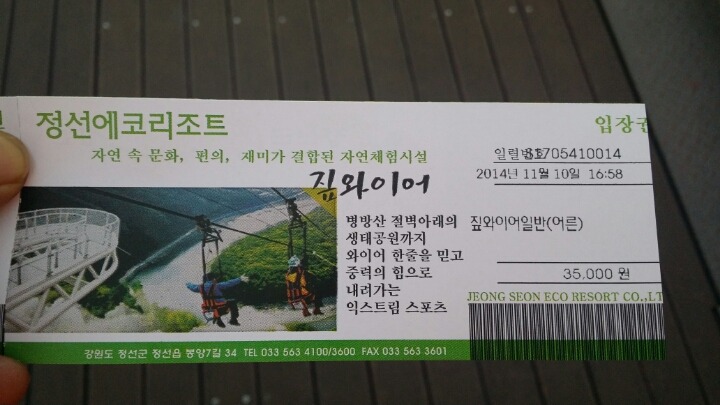 정선에코리조트
자연 속 문화, 편의, 재미가 결합된 자연체험시설
짚와이어
병방산 절벽아래의
생태공원까지
와이어 한줄을 믿고
중력의 힘으로
내려가는
익스트림 스포츠
입장권
일렬번호 S1705410014
2014년 11월 10일 16:58
짚와이어일반(어른)
35.000 원
JEONG SEON ECO RESORT CO.,LT
강원도 정선군 정선읍 봉양7길 34 TEL 033 563 4100/3600 FAX 033 563 3601